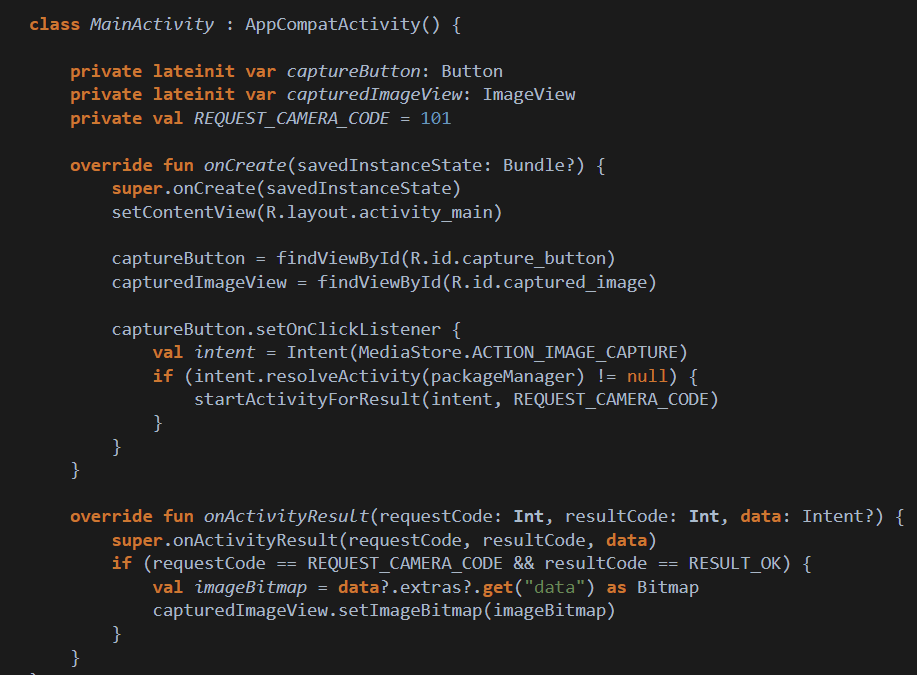 class MainActivity : AppCompatActivity() {
private lateinit var captureButton: Button
private lateinit var capturedImageView: ImageView
private val REQUEST_CAMERA_CODE = 101
override fun onCreate(savedInstanceState: Bundle?) {
super.onCreate(savedInstanceState)
setContentView(R.layout.activity_main)
captureButton = findViewById(R.id.capture_button)
capturedImageView = findViewById(R.id.captured_image)
captureButton.setOnClickListener {
val intent = Intent(MediaStore.ACTION_IMAGE_CAPTURE)
if (intent.resolveActivity(packageManager) != null) {
startActivityForResult(intent, REQUEST_CAMERA_CODE)
}
}
}
override fun onActivityResult(requestCode: Int, resultCode: Int, data: Intent?) {
super.onActivityResult(requestCode, resultCode, data)
if (requestCode == REQUEST_CAMERA_CODE && resultCode == RESULT_OK) {
val imageBitmap = data?.extras?.get("data") as Bitmap
capturedImageView.setImageBitmap(imageBitmap)
}
}